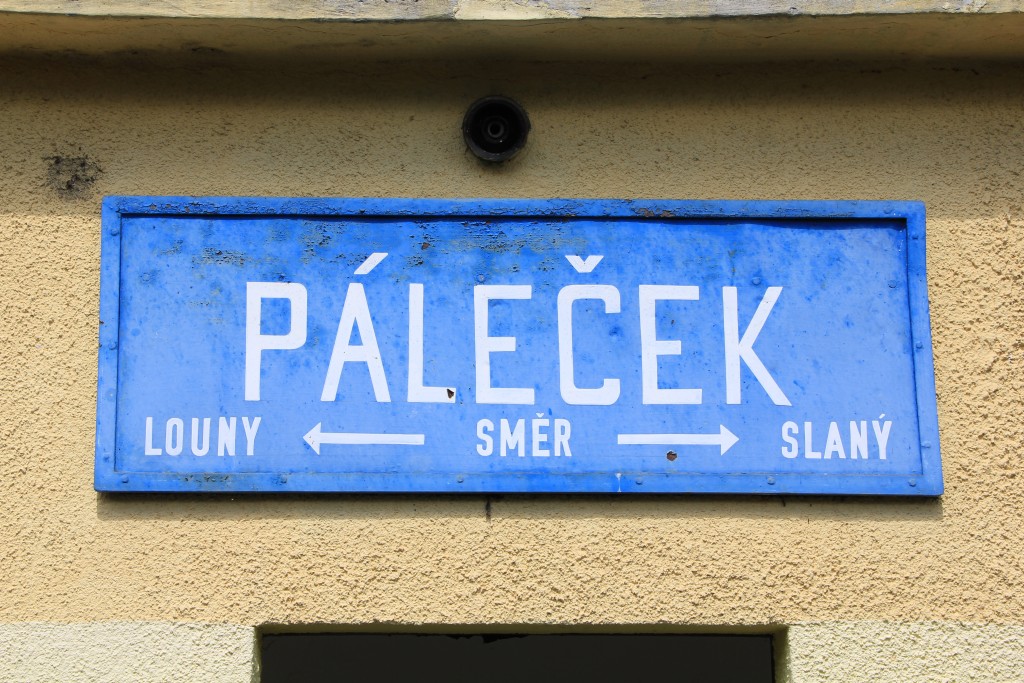 PÁLEČEK
LOUNY ← SMĚR → SLANÝ